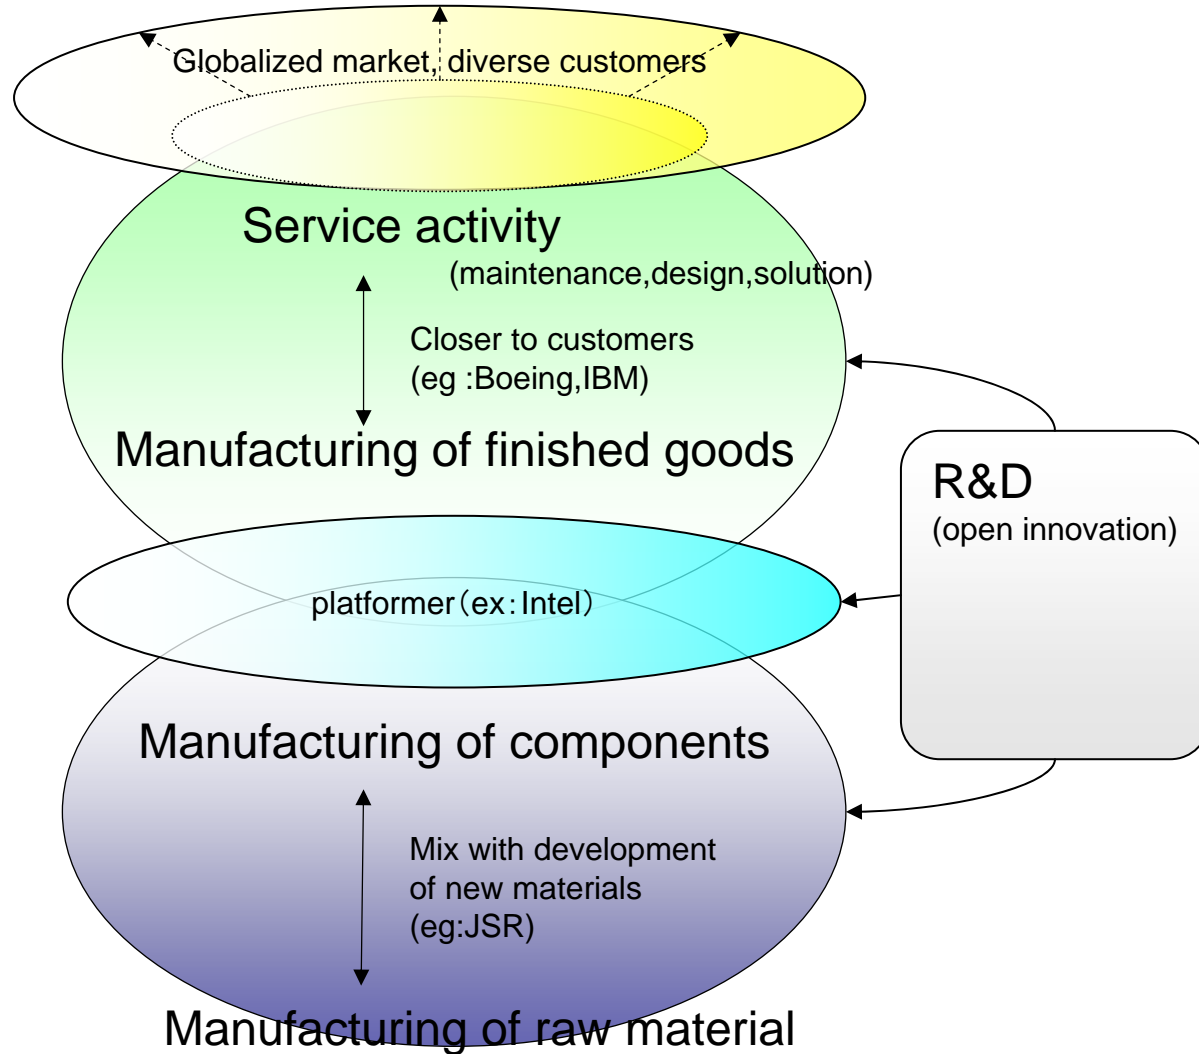 Globalized market, diverse customers
Service activity
(maintenance,design,solution)
Closer to customers
(eg :Boeing,IBM)
Manufacturing of finished goods
R&D
(open innovation)
platformer（ex：Intel）
Manufacturing of components
Mix with development
of new materials
(eg:JSR)
Manufacturing of raw material